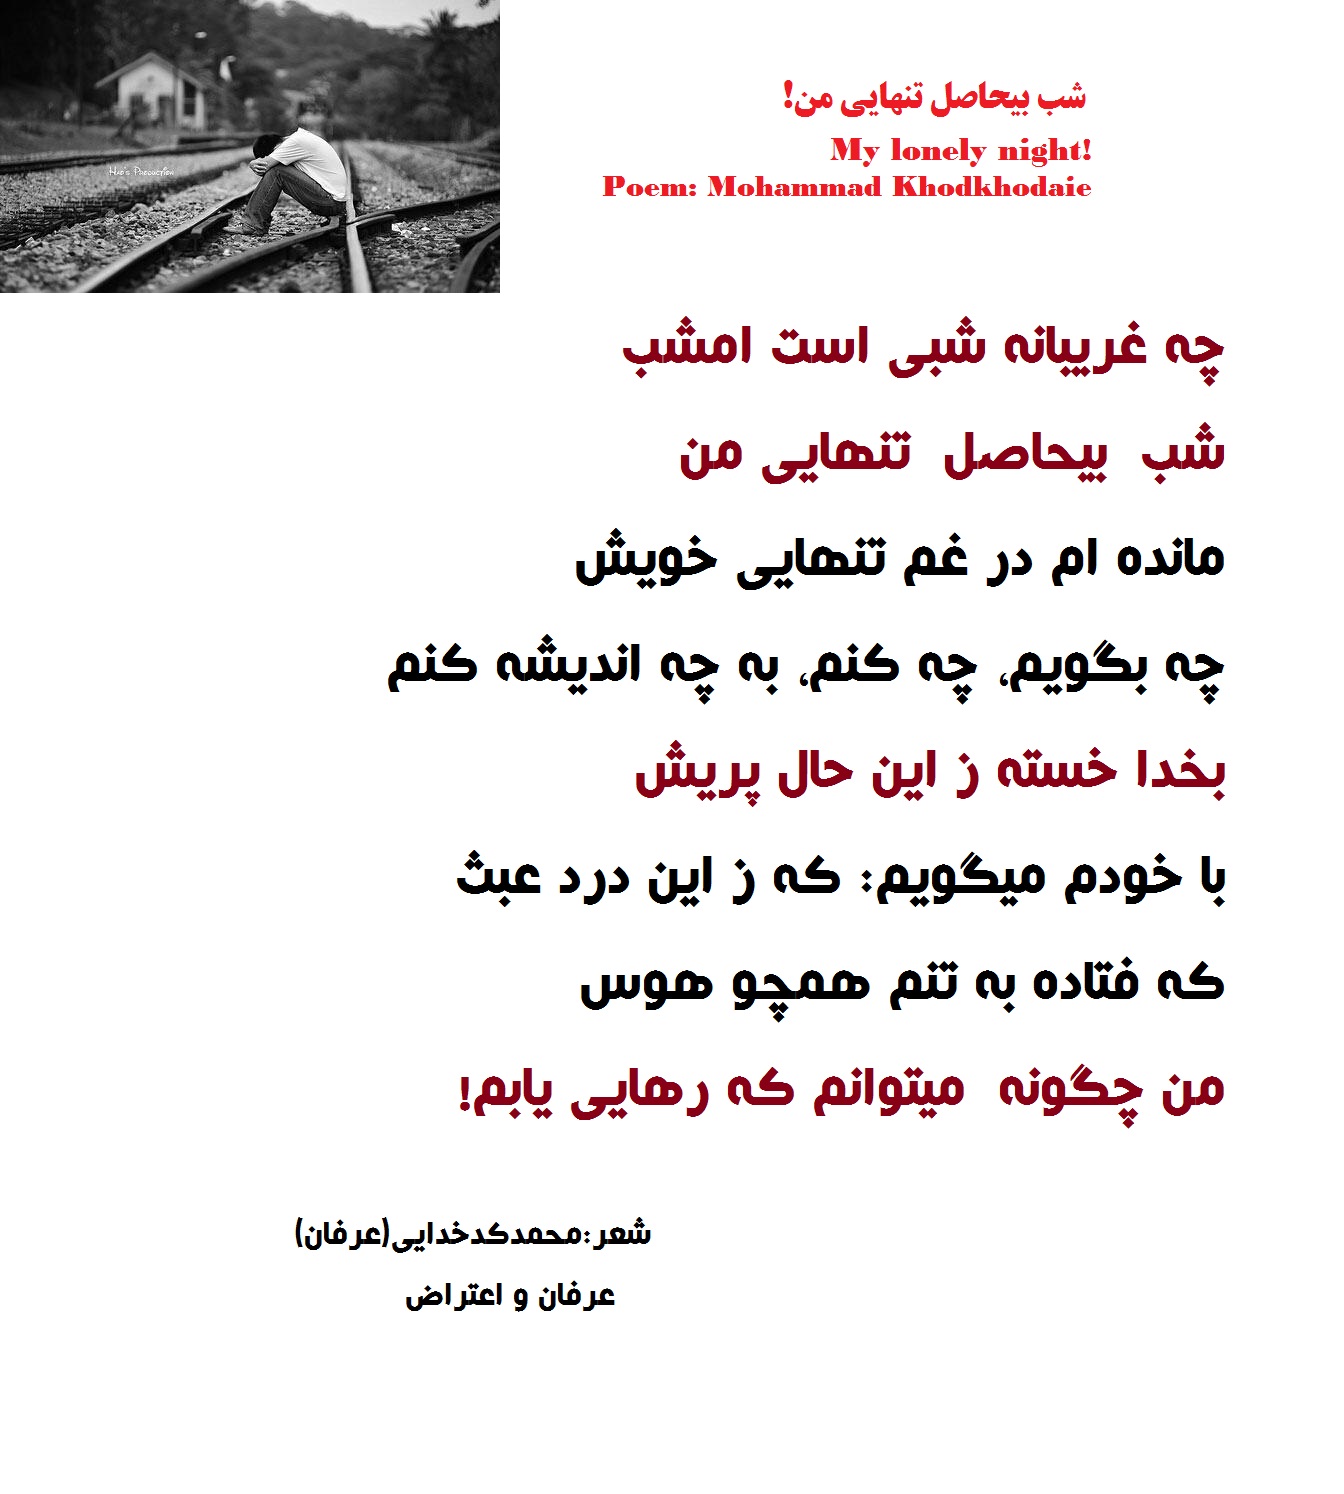 Hao's Production
شب بیحاصل تنهایی من!
My lonely night!
Poem: Mohammad Khodkhodaie
چه غریبانه شبی است امشب
شب بیحاصل تنهایی من
مانده ام در غم تنهایی خویش
چه بگویم، چه کنم، به چه اندیشه کنم
بخدا خسته ز این حال پریش
با خودم میگویم: که ز این درد عبث
که فتاده به تنم همچو هوس
من چگونه میتوانم که رهایی یابم!
شعر:محمدکدخدایی(عرفان)
عرفان و اعتراض